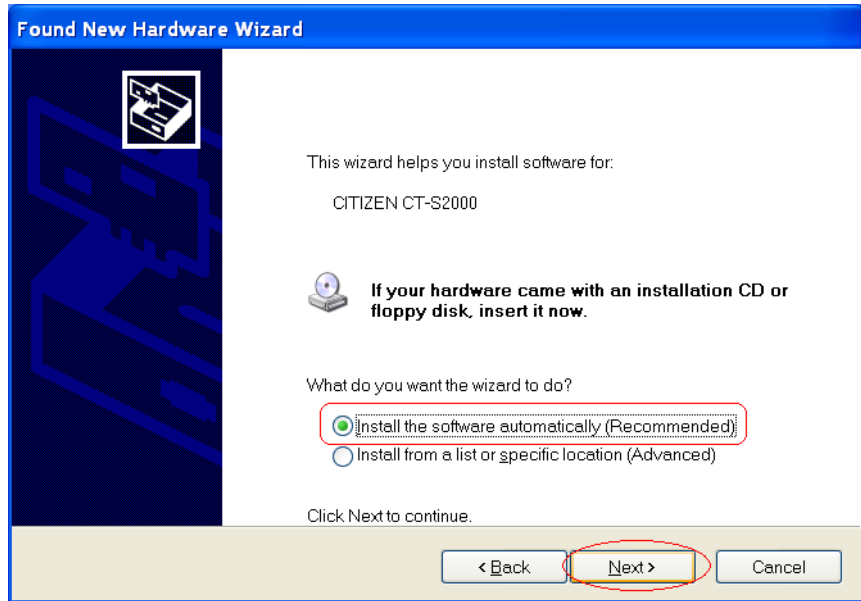 Found New Hardware Wizard
This wizard helps you install software for:
CITIZEN CT-S2000
If your hardware came with an installation CD or
floppy disk, insert it now.
What do you want the wizard to do?
Install the software automatically (Recommended)
Install from a list or specific location (Advanced)
Click Next to continue.
< Back Next > Cancel